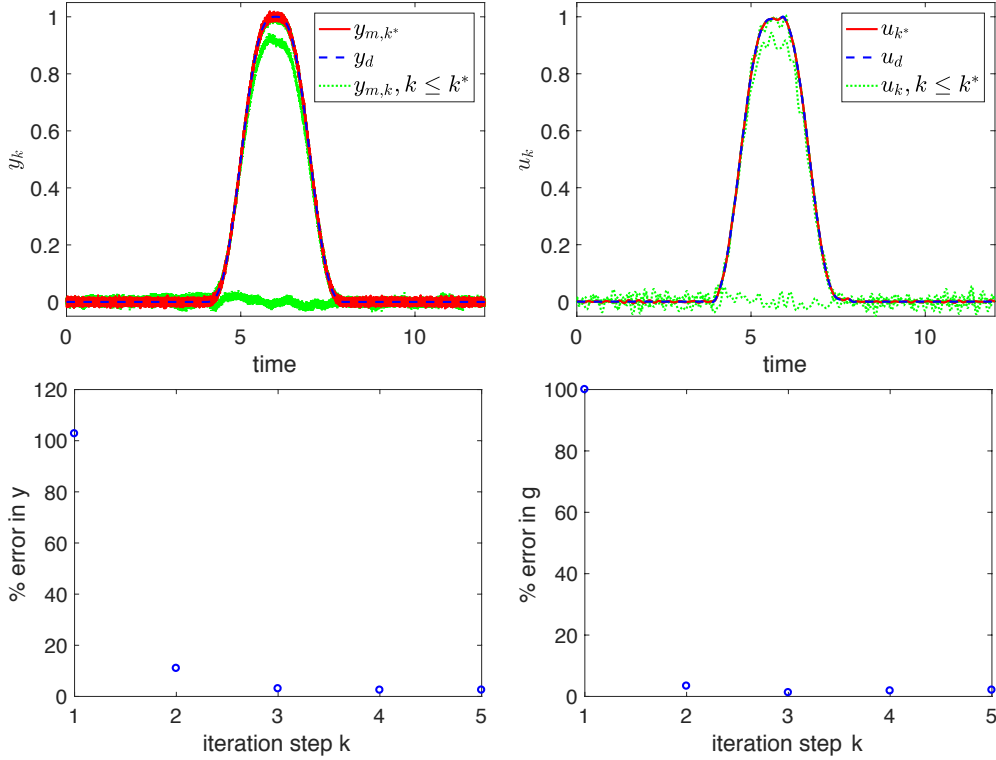 1
0.8
0.6
0.4
0.2
0
0
5
10
y_k
time
y_{m,k*}
y_d
y_{m,k}, k ≤ k*
1
0.8
0.6
0.4
0.2
0
0
5
10
u_k
time
u_{k*}
u_d
u_k, k ≤ k*
120
100
80
60
40
20
0
1
2
3
4
5
% error in y
iteration step k
100
80
60
40
20
0
1
2
3
4
5
% error in g
iteration step k